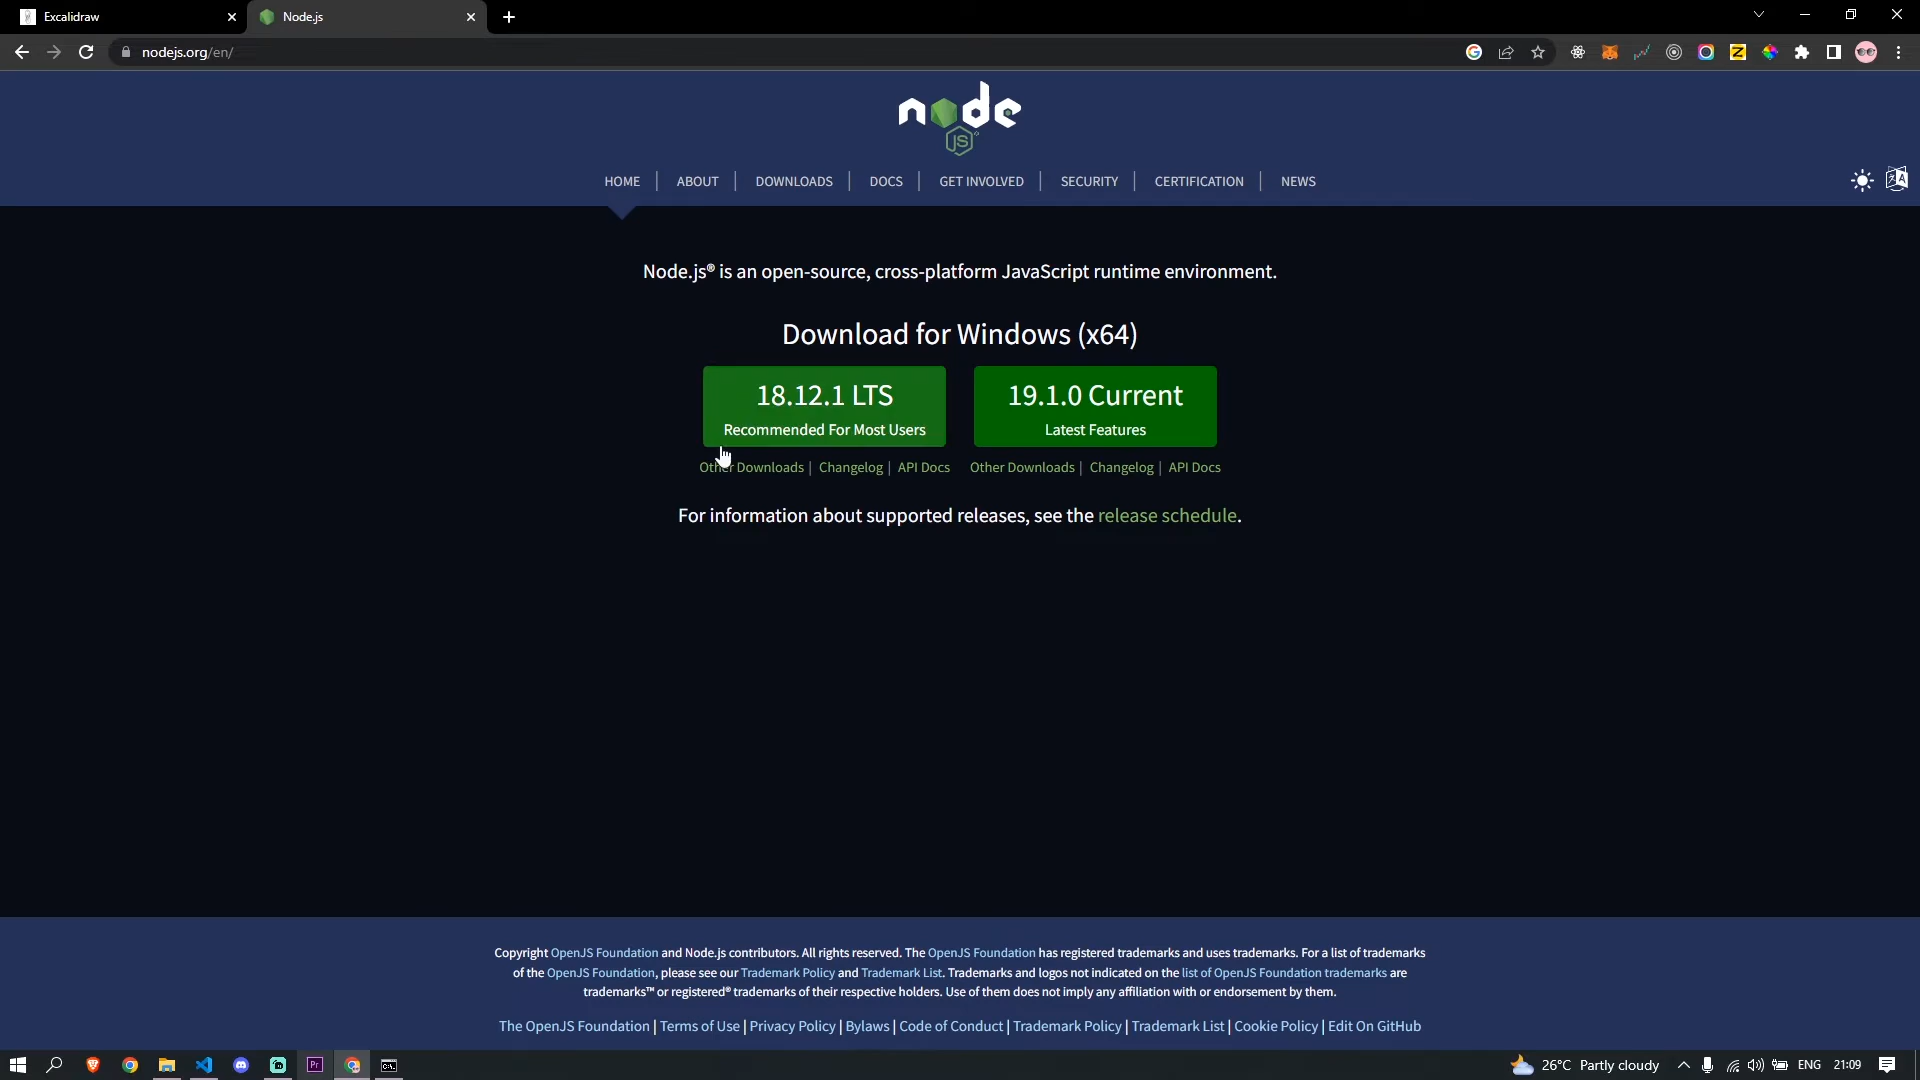 Excalidraw
Node.js
nodejs.org/en/
node
JS
HOME | ABOUT | DOWNLOADS | DOCS | GET INVOLVED | SECURITY | CERTIFICATION | NEWS
Node.js® is an open-source, cross-platform JavaScript runtime environment.
Download for Windows (x64)
18.12.1 LTS
Recommended For Most Users
19.1.0 Current
Latest Features
Other Downloads | Changelog | API Docs
Other Downloads | Changelog | API Docs
For information about supported releases, see the release schedule.
Copyright OpenJS Foundation and Node.js contributors. All rights reserved. The OpenJS Foundation has registered trademarks and uses trademarks. For a list of trademarks
of the OpenJS Foundation, please see our Trademark Policy and Trademark List. Trademarks and logos not indicated on the list of OpenJS Foundation trademarks are
trademarks™ or registered® trademarks of their respective holders. Use of them does not imply any affiliation with or endorsement by them.
The OpenJS Foundation | Terms of Use | Privacy Policy | Bylaws | Code of Conduct | Trademark Policy | Trademark List | Cookie Policy | Edit On GitHub
Pr
26°C Partly cloudy
ENG
21:09